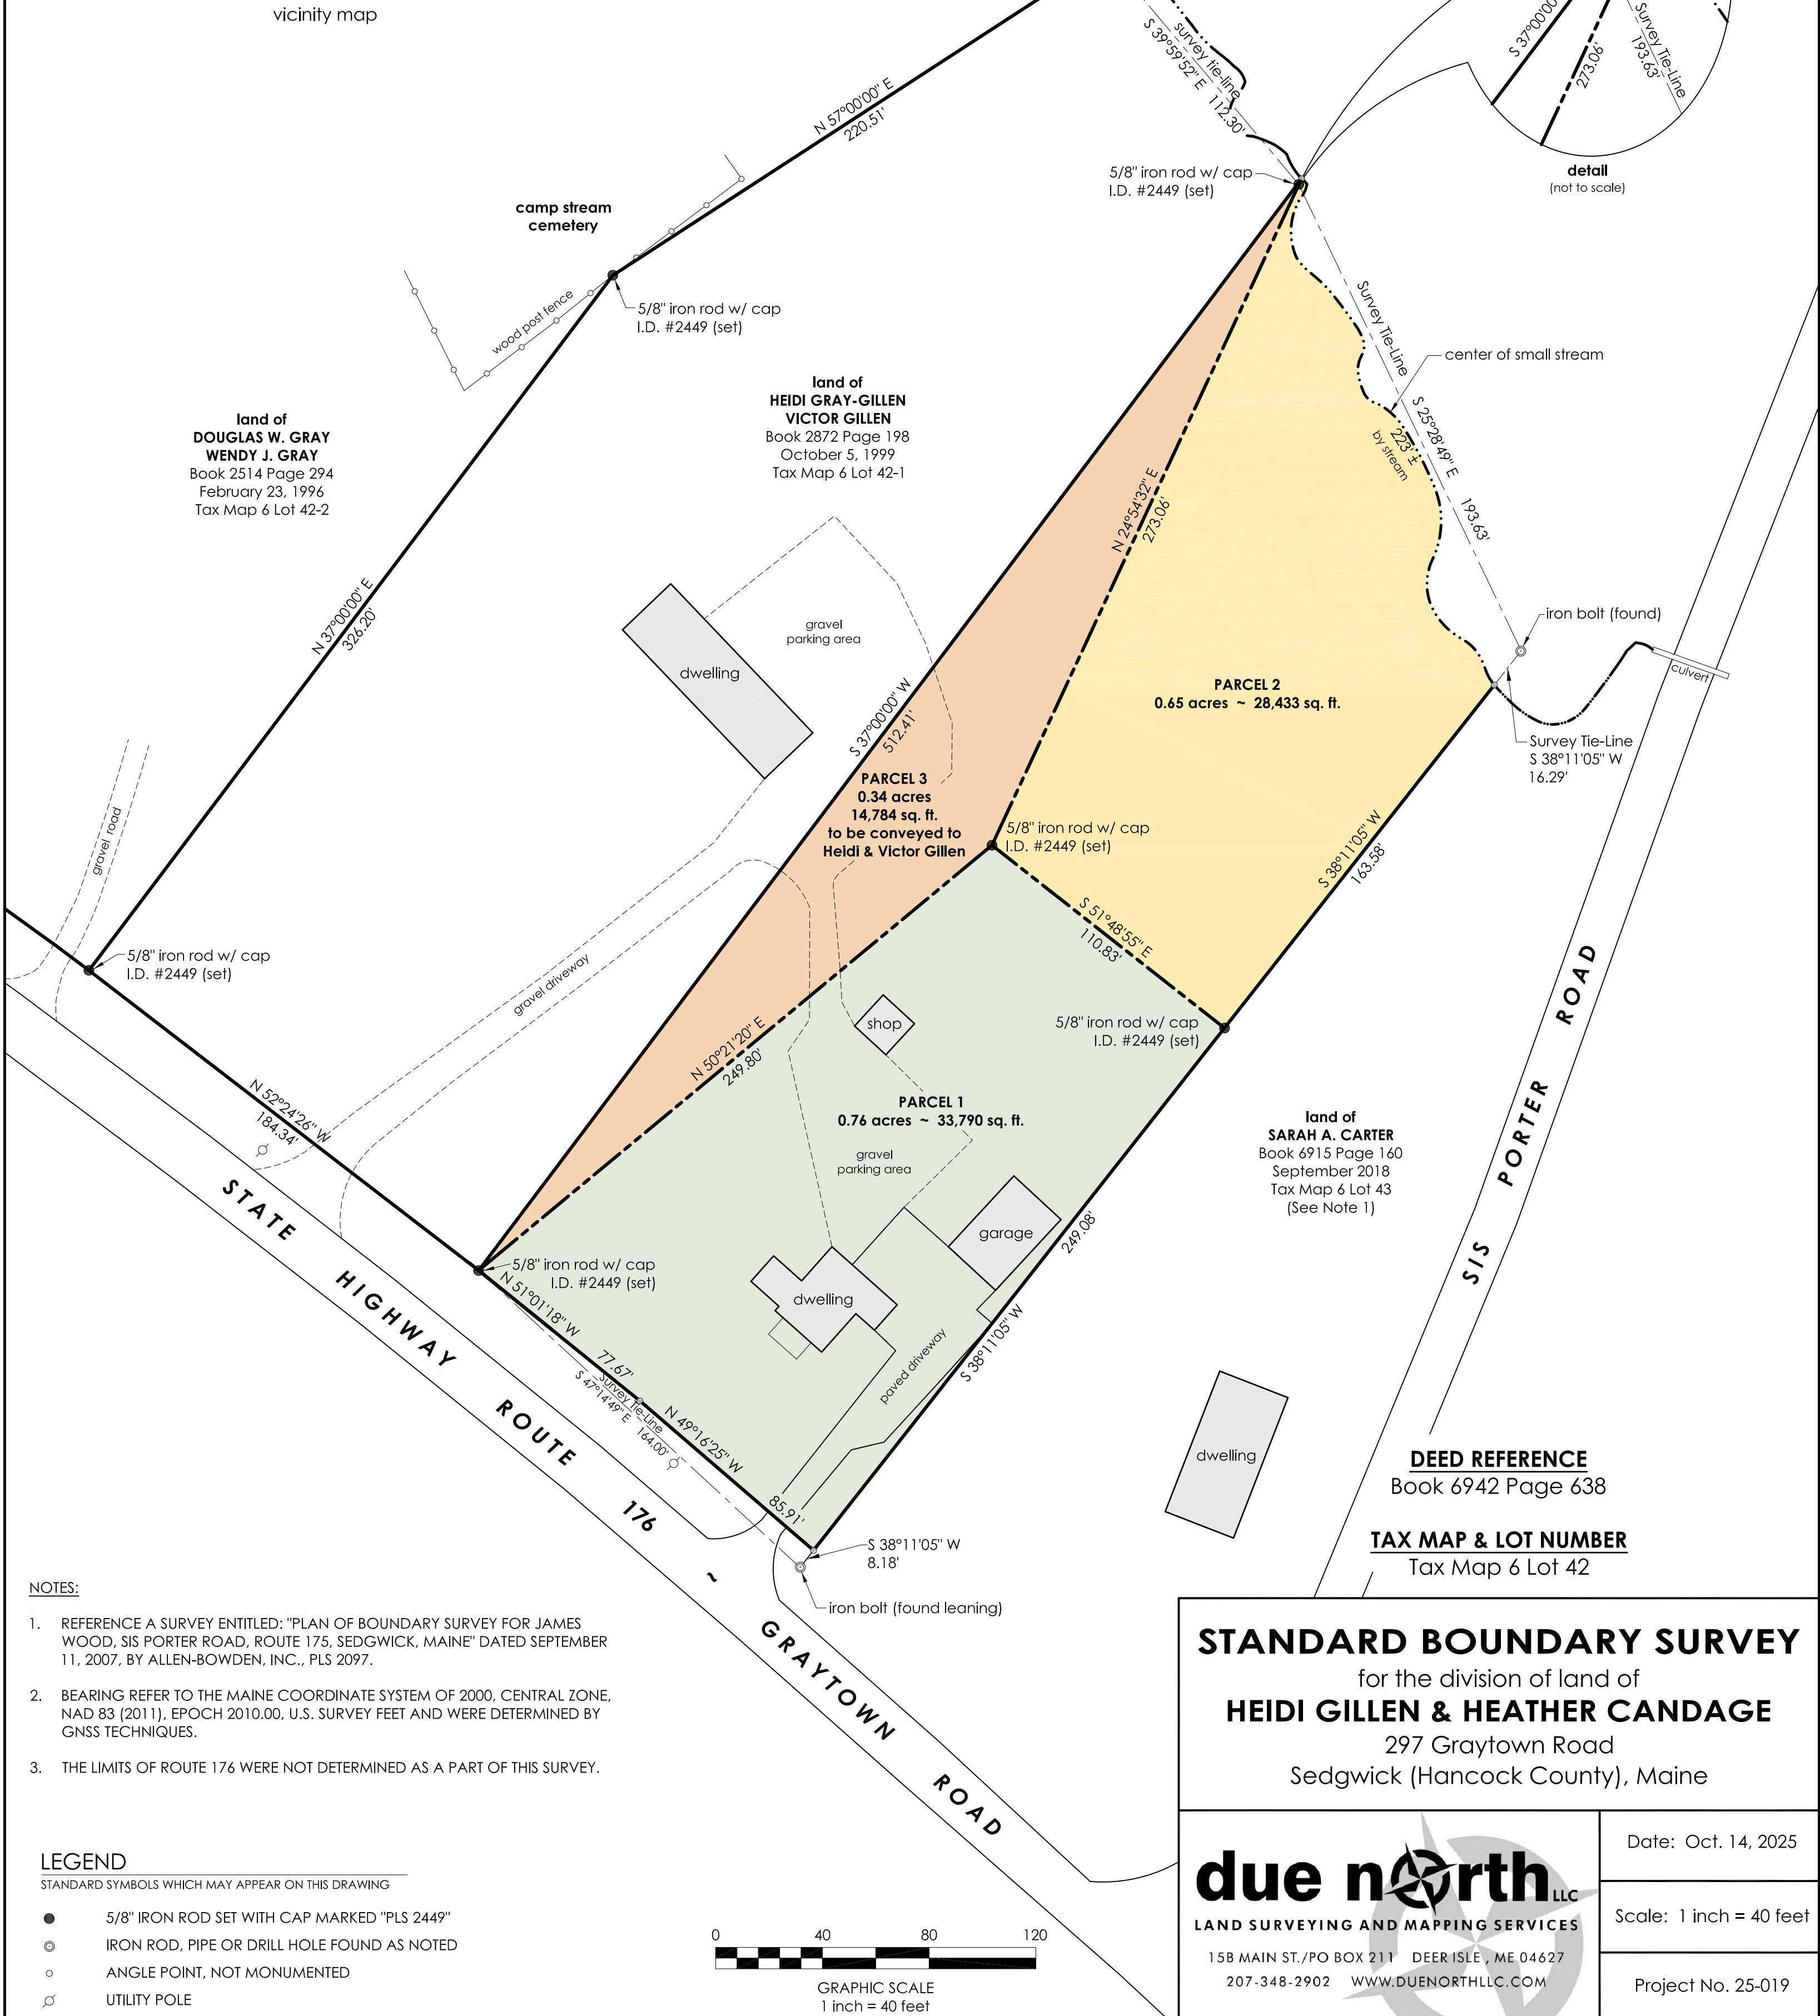 vicinity map
N 57°00'00" E
220.51'
survey tie-line
S 39°59'52" E 112.30'
S 37°00'00"
273.06'
Survey Tie-Line
193.63'
detail
(not to scale)
5/8" iron rod w/ cap
I.D. #2449 (set)
camp stream
cemetery
wood post fence
5/8" iron rod w/ cap
I.D. #2449 (set)
Survey Tie-Line
S 25°28'49" E 193.63'
center of small stream
223' ±
by stream
land of
DOUGLAS W. GRAY
WENDY J. GRAY
Book 2514 Page 294
February 23, 1996
Tax Map 6 Lot 42-2
land of
HEIDI GRAY-GILLEN
VICTOR GILLEN
Book 2872 Page 198
October 5, 1999
Tax Map 6 Lot 42-1
N 24°54'32" E
273.06'
N 37°00'00" E
326.20'
gravel
parking area
dwelling
iron bolt (found)
culvert
PARCEL 2
0.65 acres ~ 28,433 sq. ft.
S 37°00'00" W
512.41'
Survey Tie-Line
S 38°11'05" W
16.29'
PARCEL 3
0.34 acres
14,784 sq. ft.
to be conveyed to
Heidi & Victor Gillen
5/8" iron rod w/ cap
I.D. #2449 (set)
S 38°11'05" W
163.58'
gravel road
S 51°48'55" E
110.83'
5/8" iron rod w/ cap
I.D. #2449 (set)
gravel driveway
shop
5/8" iron rod w/ cap
I.D. #2449 (set)
N 50°21'20" E
249.80'
SIS PORTER ROAD
PARCEL 1
0.76 acres ~ 33,790 sq. ft.
gravel
parking area
N 52°24'26" W
184.34'
land of
SARAH A. CARTER
Book 6915 Page 160
September 2018
Tax Map 6 Lot 43
(See Note 1)
garage
249.08'
S 38°11'05" W
5/8" iron rod w/ cap
I.D. #2449 (set)
dwelling
paved driveway
N 51°01'18" W
77.67'
Survey Tie-Line
S 47°14'49" E 164.00'
N 49°16'25" W
85.91'
STATE HIGHWAY ROUTE 176 ~ GRAYTOWN ROAD
dwelling
S 38°11'05" W
8.18'
iron bolt (found leaning)
DEED REFERENCE
Book 6942 Page 638
TAX MAP & LOT NUMBER
Tax Map 6 Lot 42
NOTES:
1. REFERENCE A SURVEY ENTITLED: "PLAN OF BOUNDARY SURVEY FOR JAMES
WOOD, SIS PORTER ROAD, ROUTE 175, SEDGWICK, MAINE" DATED SEPTEMBER
11, 2007, BY ALLEN-BOWDEN, INC., PLS 2097.
2. BEARING REFER TO THE MAINE COORDINATE SYSTEM OF 2000, CENTRAL ZONE,
NAD 83 (2011), EPOCH 2010.00, U.S. SURVEY FEET AND WERE DETERMINED BY
GNSS TECHNIQUES.
3. THE LIMITS OF ROUTE 176 WERE NOT DETERMINED AS A PART OF THIS SURVEY.
LEGEND
STANDARD SYMBOLS WHICH MAY APPEAR ON THIS DRAWING
5/8" IRON ROD SET WITH CAP MARKED "PLS 2449"
IRON ROD, PIPE OR DRILL HOLE FOUND AS NOTED
ANGLE POINT, NOT MONUMENTED
UTILITY POLE
0 40 80 120
GRAPHIC SCALE
1 inch = 40 feet
STANDARD BOUNDARY SURVEY
for the division of land of
HEIDI GILLEN & HEATHER CANDAGE
297 Graytown Road
Sedgwick (Hancock County), Maine
due north LLC
LAND SURVEYING AND MAPPING SERVICES
15B MAIN ST./PO BOX 211 DEER ISLE, ME 04627
207-348-2902 WWW.DUENORTHLLC.COM
Date: Oct. 14, 2025
Scale: 1 inch = 40 feet
Project No. 25-019